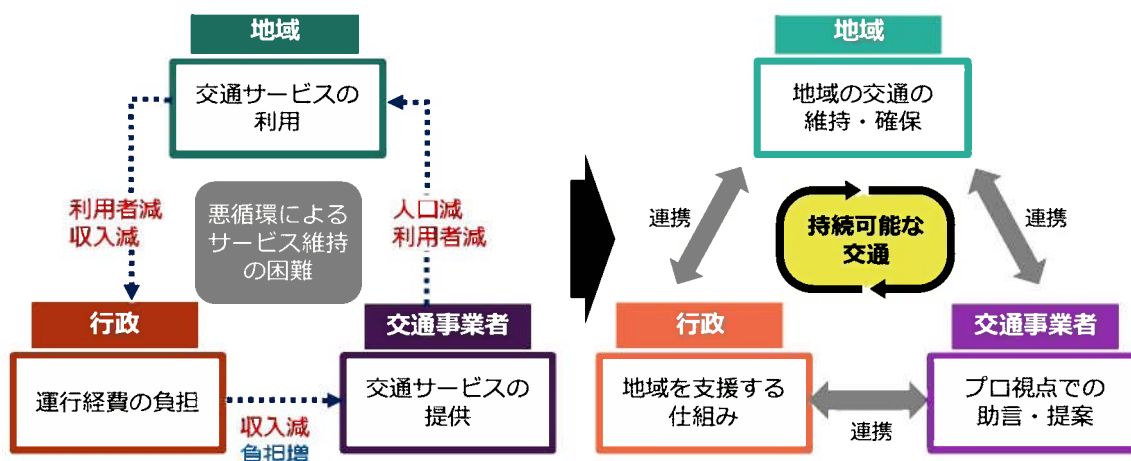 地域
交通サービスの
利用
利用者減
収入減
悪循環による
サービス維持
の困難
人口減
利用者減
行政
運行経費の負担
収入減
負担増
交通事業者
交通サービスの
提供
地域
地域の交通の
維持・確保
連携
持続可能な
交通
連携
行政
地域を支援する
仕組み
連携
交通事業者
プロ視点での
助言・提案